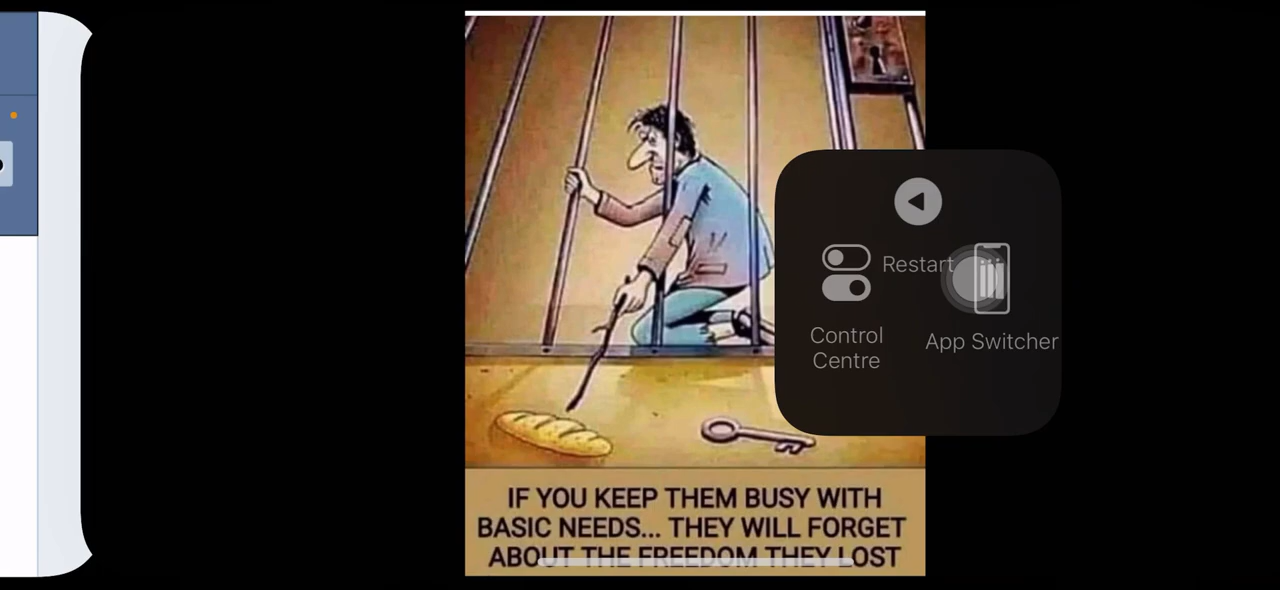 Restart
Control
Centre
App Switcher
IF YOU KEEP THEM BUSY WITH
BASIC NEEDS... THEY WILL FORGET
ABOUT THE FREEDOM THEY LOST